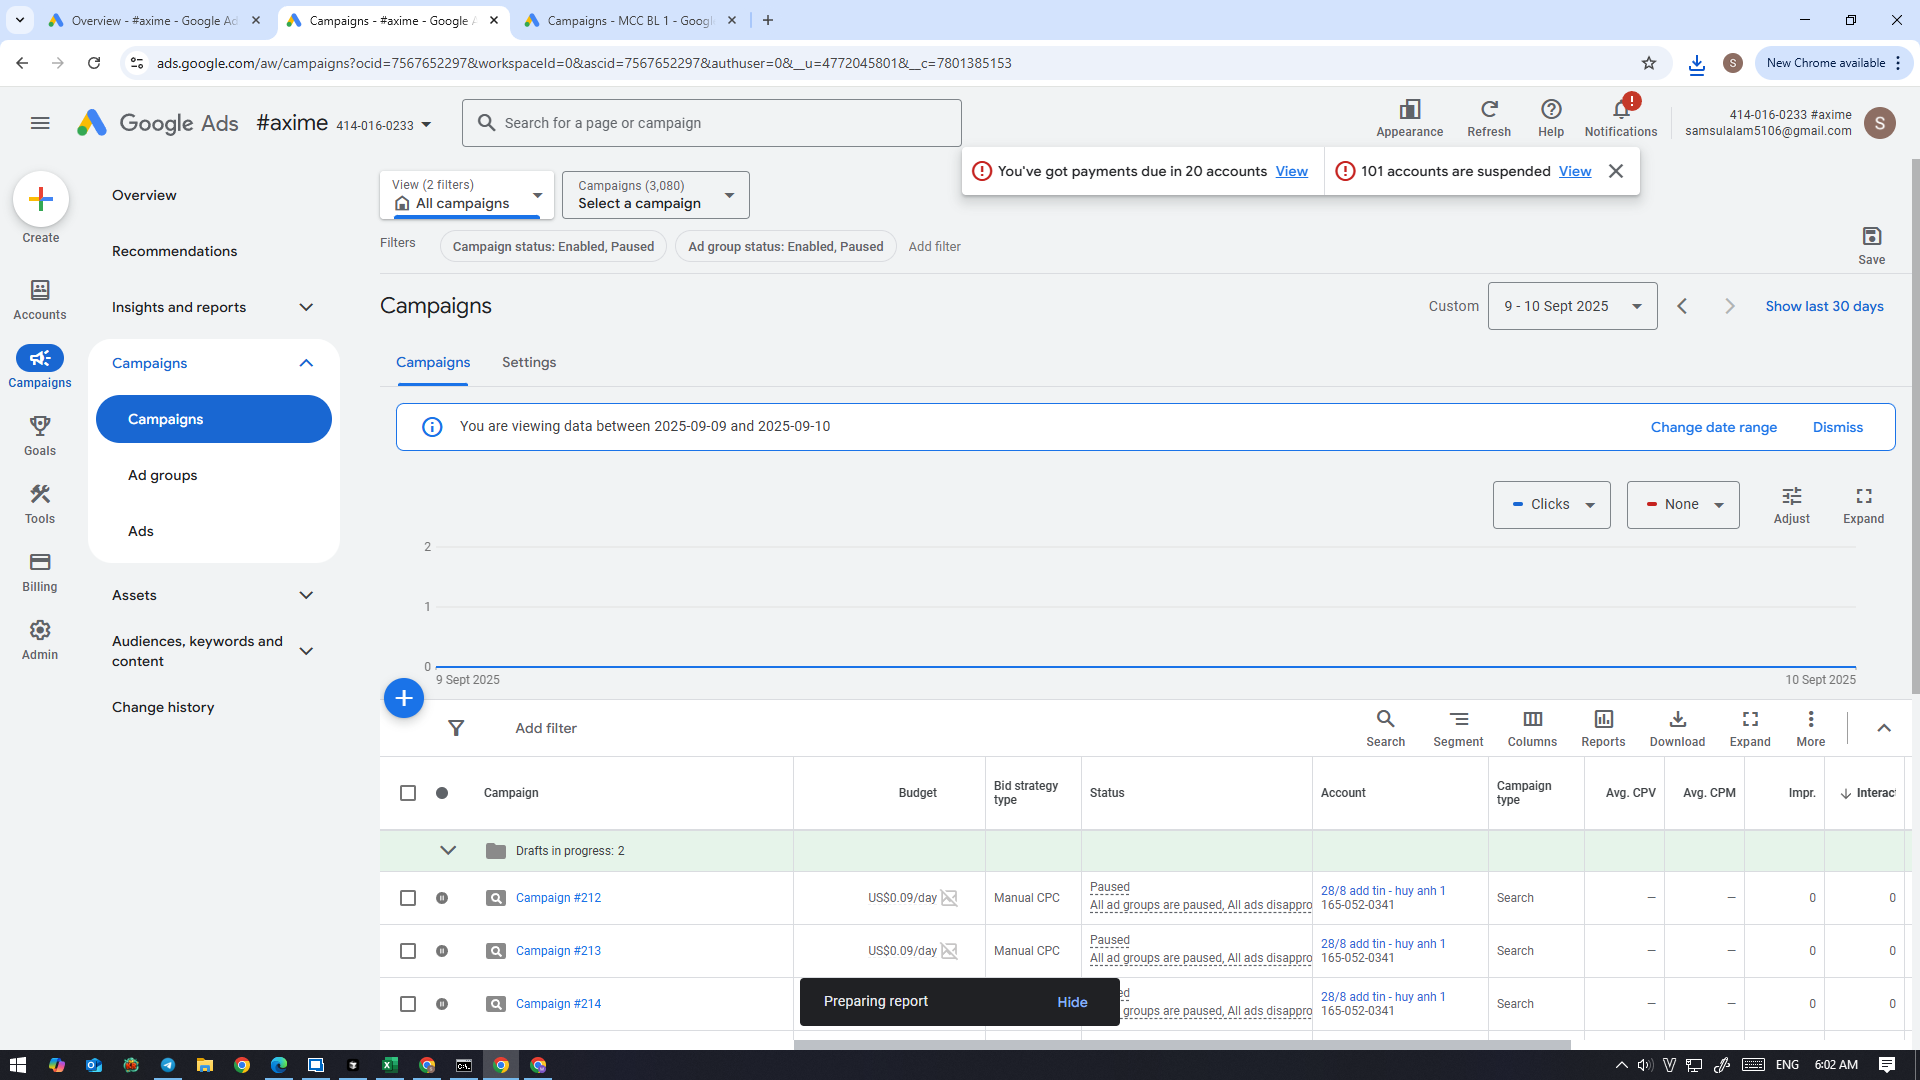 Overview - #axime - Google Ad
Campaigns - #axime - Google A
Campaigns - MCC BL 1 - Googl
ads.google.com/aw/campaigns?ocid=7567652297&workspaceId=0&ascid=7567652297&authuser=0&__u=4772045801&__c=7801385153
S
New Chrome available
Google Ads
#axime 414-016-0233
Search for a page or campaign
Appearance
Refresh
Help
Notifications
414-016-0233 #axime
samsulalam5106@gmail.com
S
You've got payments due in 20 accounts View
101 accounts are suspended View
Create
Accounts
Campaigns
Goals
Tools
Billing
Admin
Overview
Recommendations
Insights and reports
Campaigns
Campaigns
Ad groups
Ads
Assets
Audiences, keywords and
content
Change history
View (2 filters)
All campaigns
Campaigns (3,080)
Select a campaign
Filters
Campaign status: Enabled, Paused
Ad group status: Enabled, Paused
Add filter
Save
Campaigns
Custom
9 - 10 Sept 2025
Show last 30 days
Campaigns
Settings
You are viewing data between 2025-09-09 and 2025-09-10
Change date range
Dismiss
Clicks
None
Adjust
Expand
2
1
0
9 Sept 2025
10 Sept 2025
Add filter
Search
Segment
Columns
Reports
Download
Expand
More
Campaign
Budget
Bid strategy
type
Status
Account
Campaign
type
Avg. CPV
Avg. CPM
Impr.
Interac
Drafts in progress: 2
Campaign #212
US$0.09/day
Manual CPC
Paused
All ad groups are paused, All ads disappro
28/8 add tin - huy anh 1
165-052-0341
Search
—
—
0
0
Campaign #213
US$0.09/day
Manual CPC
Paused
All ad groups are paused, All ads disappro
28/8 add tin - huy anh 1
165-052-0341
Search
—
—
0
0
Campaign #214
ed
groups are paused, All ads disappro
28/8 add tin - huy anh 1
165-052-0341
Search
—
—
0
0
Preparing report
Hide
ENG
6:02 AM